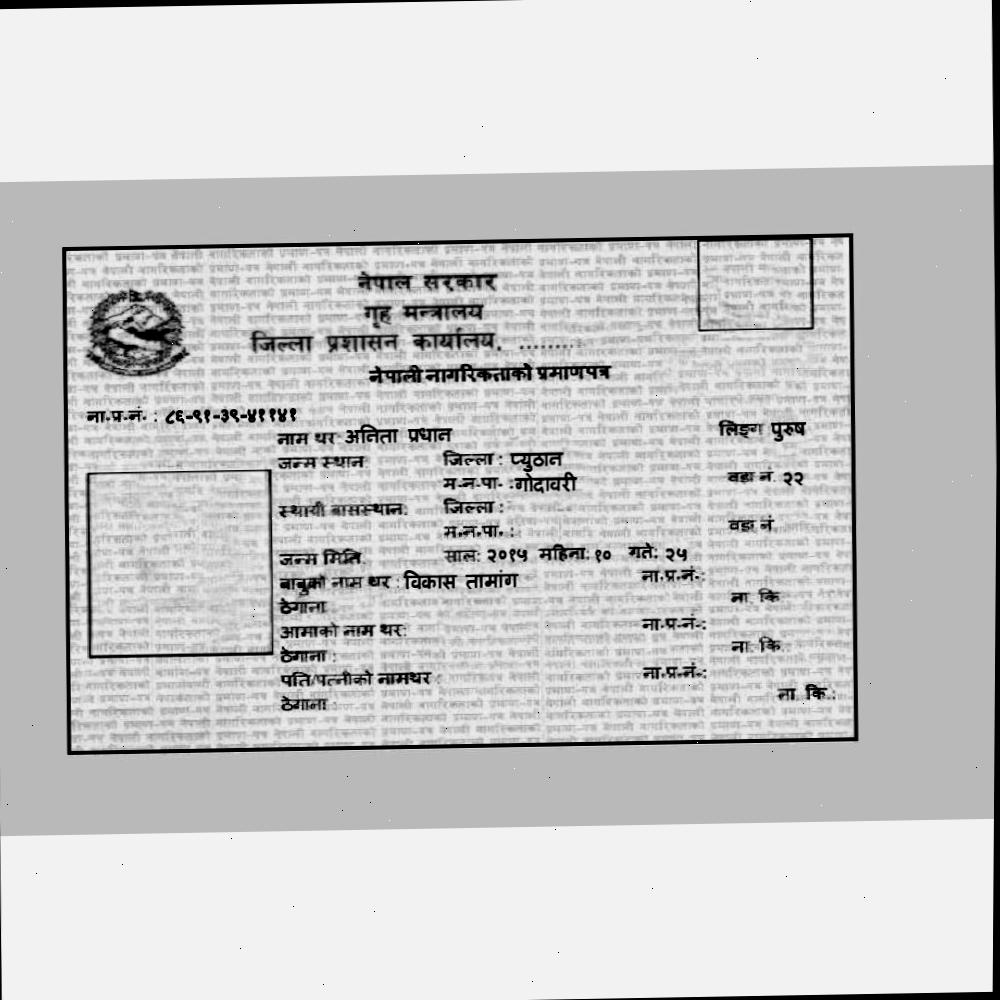 नेपाल सरकार
गृह मन्त्रालय
जिल्ला प्रशासन कार्यालय, .........
नेपाली नागरिकताको प्रमाणपत्र
ना.प्र.नं. : ८६-९१-३९-४११४१
नाम थर: अनिता प्रधान लिङ्ग पुरुष
जन्म स्थान: जिल्ला : प्युठान
म.न.पा. :गोदावरी वडा नं. २२
स्थायी बासस्थान: जिल्ला :
म.न.पा. : वडा नं
जन्म मिति: साल: २०१५ महिना: १० गते: २५
बाबुको नाम थर : विकास तामांग ना.प्र.नं.:
ठेगाना ना. कि
आमाको नाम थर: ना.प्र.नं.:
ठेगाना : ना. कि.:
पति/पत्नीको नामथर : ना.प्र.नं.:
ठेगाना : ना. कि.: